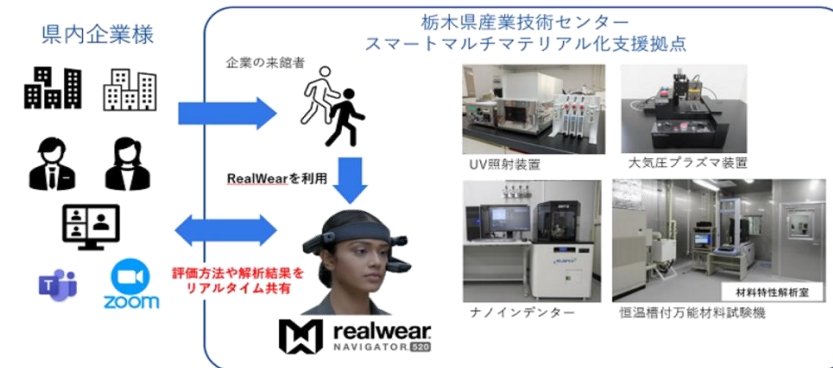 県内企業様
栃木県産業技術センター
スマートマルチマテリアル化支援拠点
企業の来館者
RealWearを利用
評価方法や解析結果を
リアルタイム共有
zoom
realwear
NAVIGATOR 520
UV照射装置
大気圧プラズマ装置
ナノインデンター
材料特性解析室
恒温槽付万能材料試験機